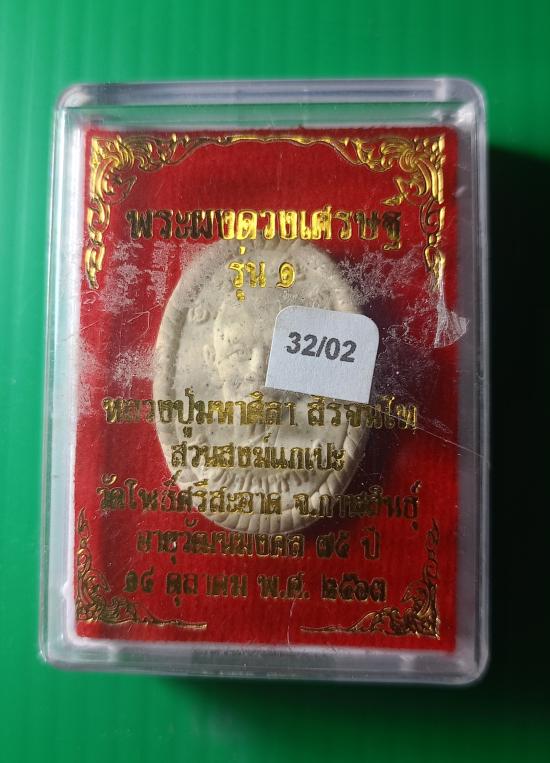 พระผงดวงเศรษฐี
รุ่น ๑
32/02
หลวงปู่มหาศิลา สิริจนฺโท
สวนสงฆ์แกเปะ
วัดโพธิ์ศรีสะอาด จ.กาฬสินธุ์
อายุวัฒนมงคล ๗๕ ปี
๑๔ ตุลาคม พ.ศ. ๒๕๖๓